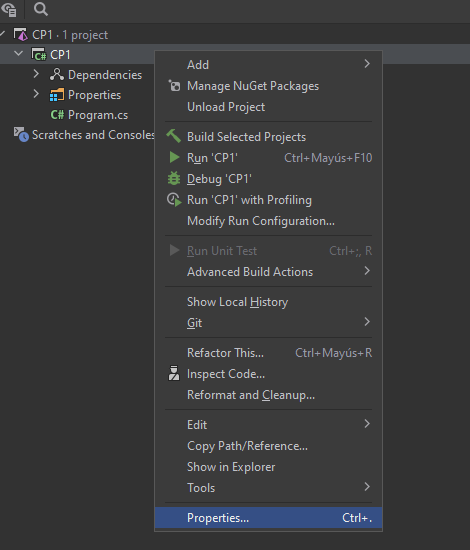 CP1 · 1 project
C# CP1
Dependencies
Properties
C# Program.cs
Scratches and Consoles
Add
Manage NuGet Packages
Unload Project
Build Selected Projects
Run 'CP1' Ctrl+Mayús+F10
Debug 'CP1'
Run 'CP1' with Profiling
Modify Run Configuration...
Run Unit Test Ctrl+;, R
Advanced Build Actions
Show Local History
Git
Refactor This... Ctrl+Mayús+R
Inspect Code...
Reformat and Cleanup...
Edit
Copy Path/Reference...
Show in Explorer
Tools
Properties... Ctrl+.